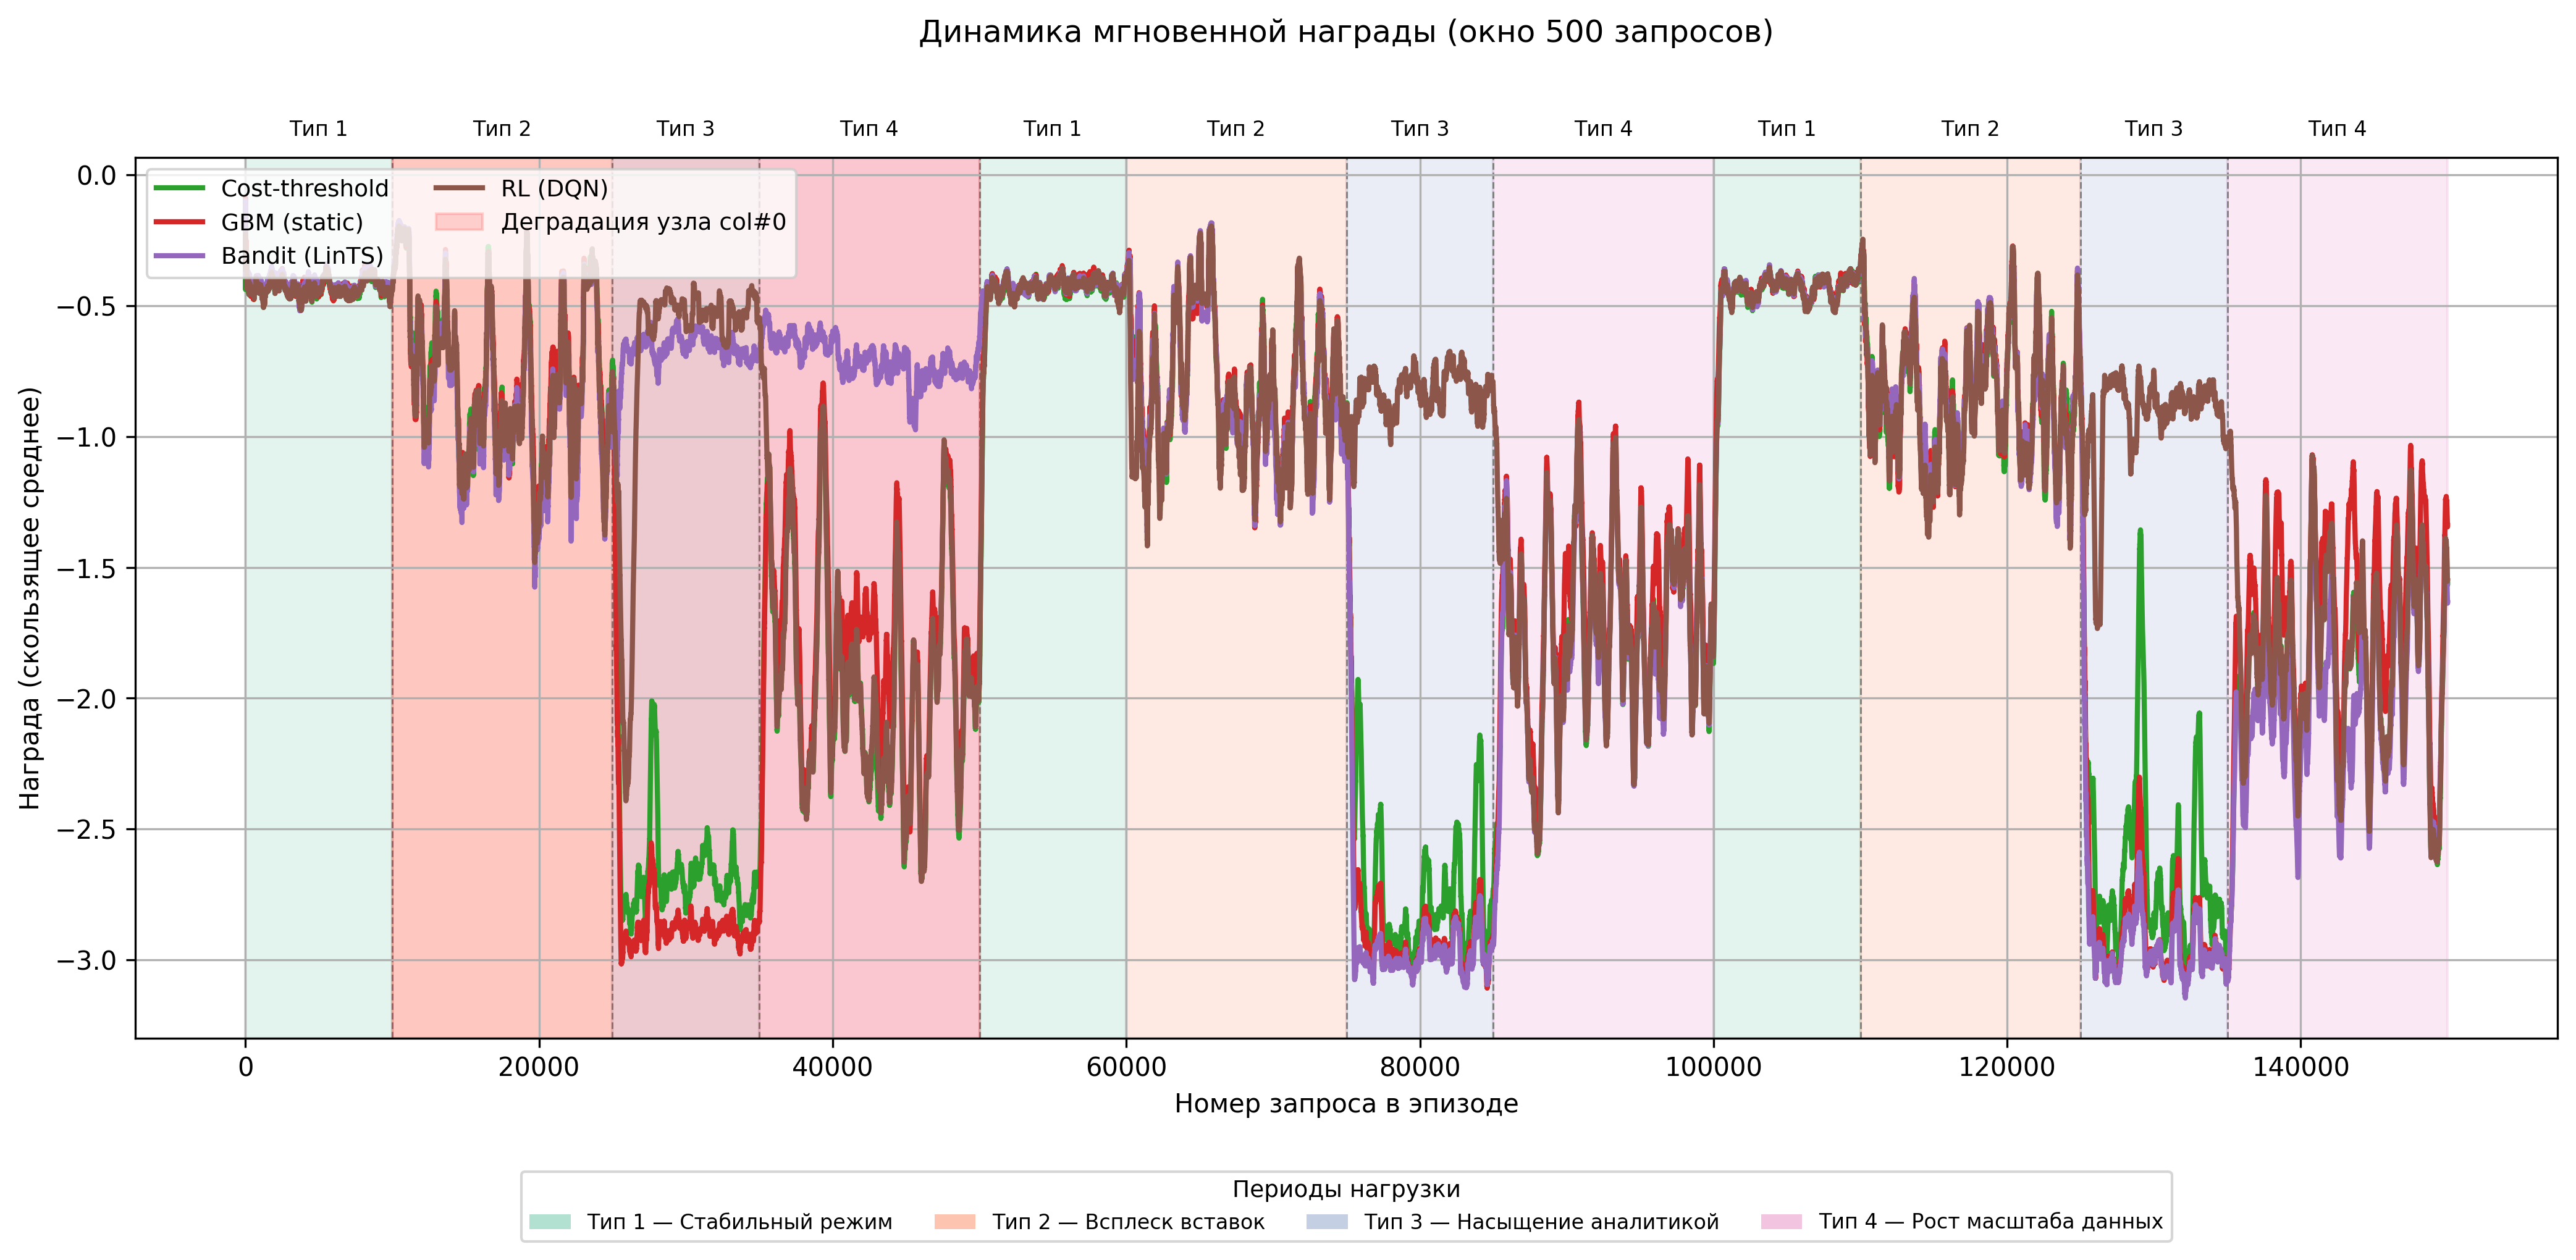 Динамика мгновенной награды (окно 500 запросов)
Тип 1 Тип 2 Тип 3 Тип 4 Тип 1 Тип 2 Тип 3 Тип 4 Тип 1 Тип 2 Тип 3 Тип 4
Cost-threshold
GBM (static)
Bandit (LinTS)
RL (DQN)
Деградация узла col#0
Награда (скользящее среднее)
0.0
−0.5
−1.0
−1.5
−2.0
−2.5
−3.0
0 20000 40000 60000 80000 100000 120000 140000
Номер запроса в эпизоде
Периоды нагрузки
Тип 1 — Стабильный режим Тип 2 — Всплеск вставок Тип 3 — Насыщение аналитикой Тип 4 — Рост масштаба данных